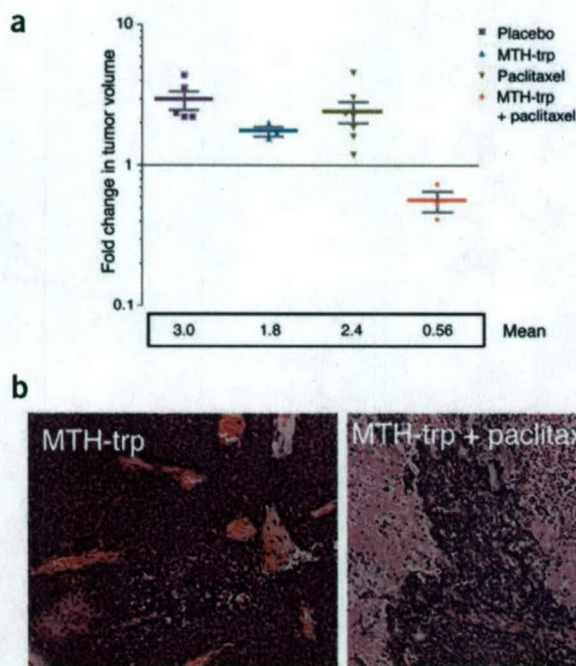 a
Fold change in tumor volume
10
1
0.1
Placebo
MTH-trp
Paclitaxel
MTH-trp
+ paclitaxel
3.0 1.8 2.4 0.56 Mean
b
MTH-trp
MTH-trp + paclitax